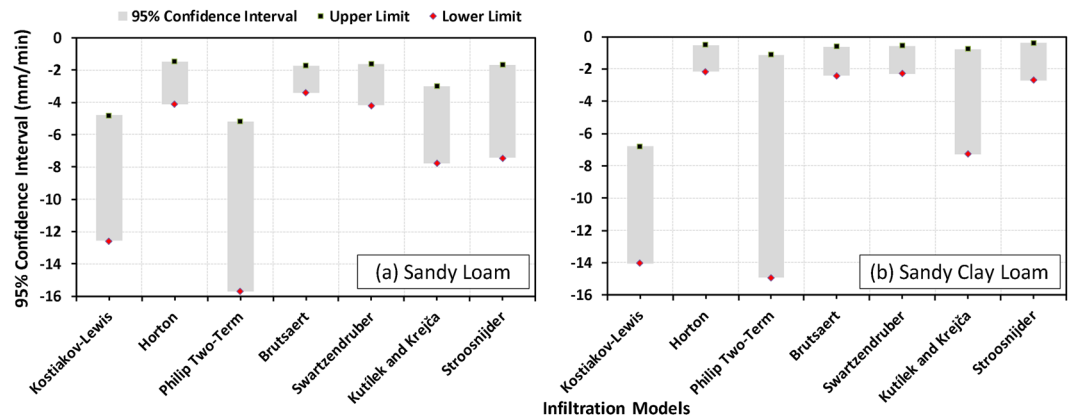 95% Confidence Interval
Upper Limit
Lower Limit
95% Confidence Interval (mm/min)
0
-2
-4
-6
-8
-10
-12
-14
-16
(a) Sandy Loam
Kostiakov-Lewis
Horton
Philip Two-Term
Brutsaert
Swartzendruber
Kutilek and Krejča
Stroosnijder
0
-2
-4
-6
-8
-10
-12
-14
-16
(b) Sandy Clay Loam
Kostiakov-Lewis
Horton
Philip Two-Term
Brutsaert
Swartzendruber
Kutilek and Krejča
Stroosnijder
Infiltration Models